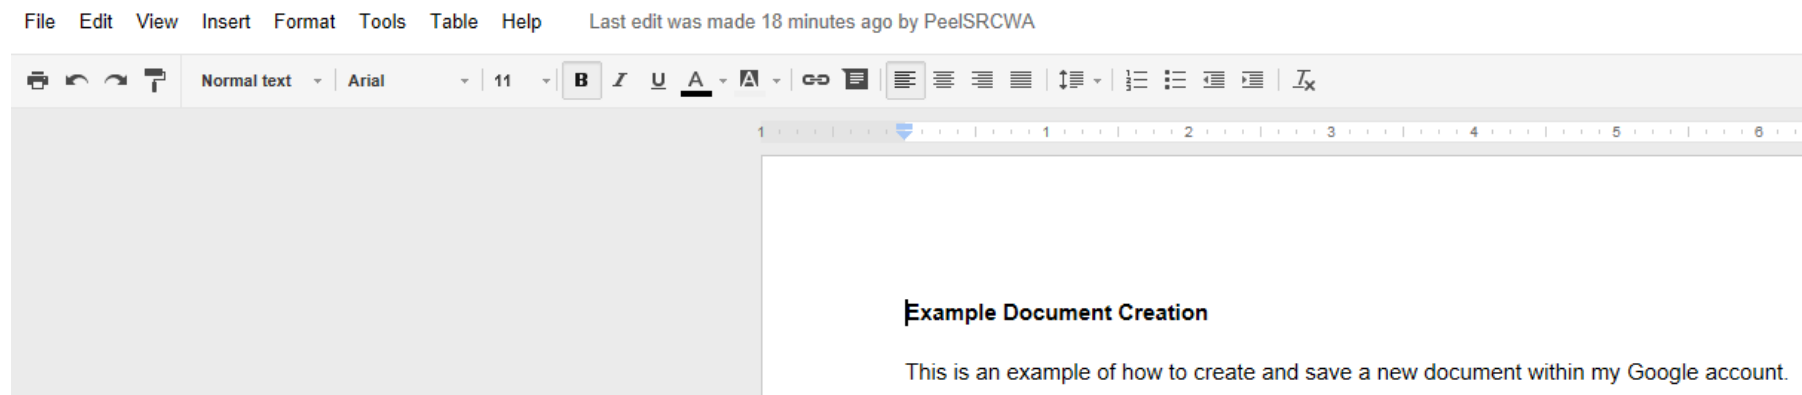 File Edit View Insert Format Tools Table Help Last edit was made 18 minutes ago by PeelSRCWA
Normal text Arial 11 B I U A A
1 1 2 3 4 5 6
Example Document Creation
This is an example of how to create and save a new document within my Google account.